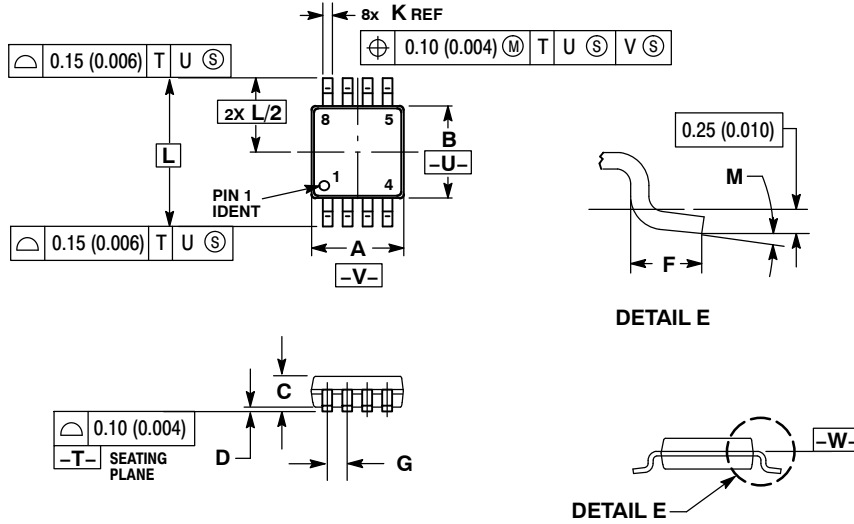 8x K REF
⌖ 0.10 (0.004) Ⓜ T U Ⓢ V Ⓢ
⌓ 0.15 (0.006) T U Ⓢ
2X L/2
L
8 5
B
–U–
1
4
PIN 1
IDENT
⌓ 0.15 (0.006) T U Ⓢ
A
–V–
0.25 (0.010)
M
F
DETAIL E
C
⌓ 0.10 (0.004)
–T– SEATING
PLANE
D
G
–W–
DETAIL E